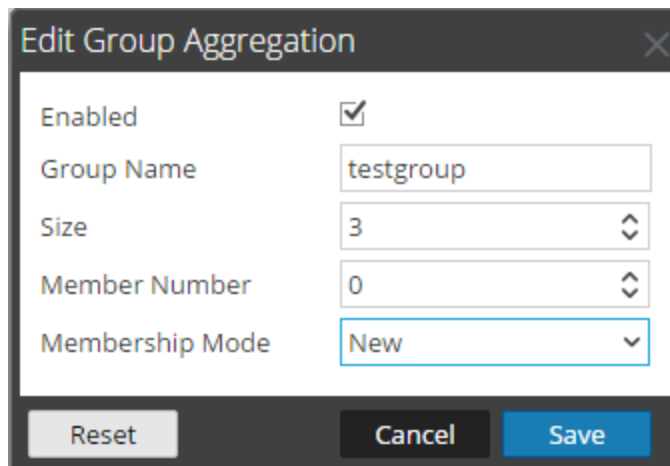 Edit Group Aggregation
Enabled
Group Name testgroup
Size 3
Member Number 0
Membership Mode New
Reset Cancel Save